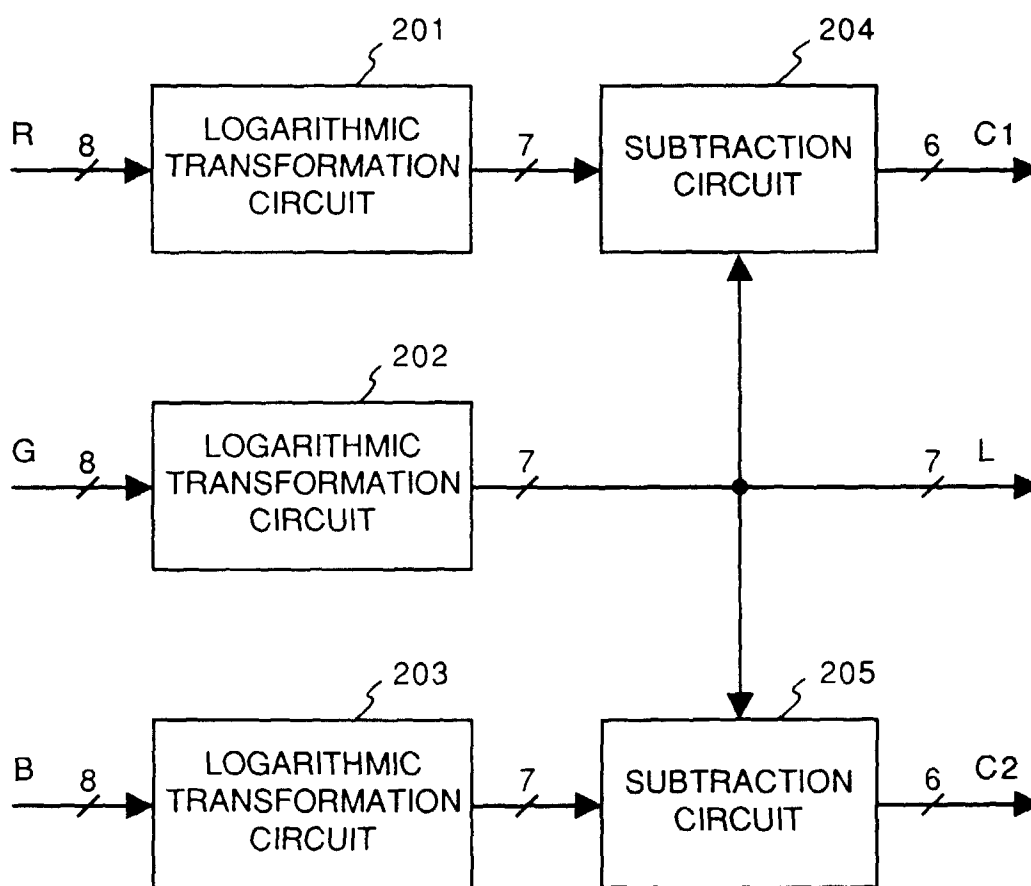 201
204
R
8
LOGARITHMIC
TRANSFORMATION
CIRCUIT
7
SUBTRACTION
CIRCUIT
6
C1
202
G
8
LOGARITHMIC
TRANSFORMATION
CIRCUIT
7
7
L
203
205
B
8
LOGARITHMIC
TRANSFORMATION
CIRCUIT
7
SUBTRACTION
CIRCUIT
6
C2